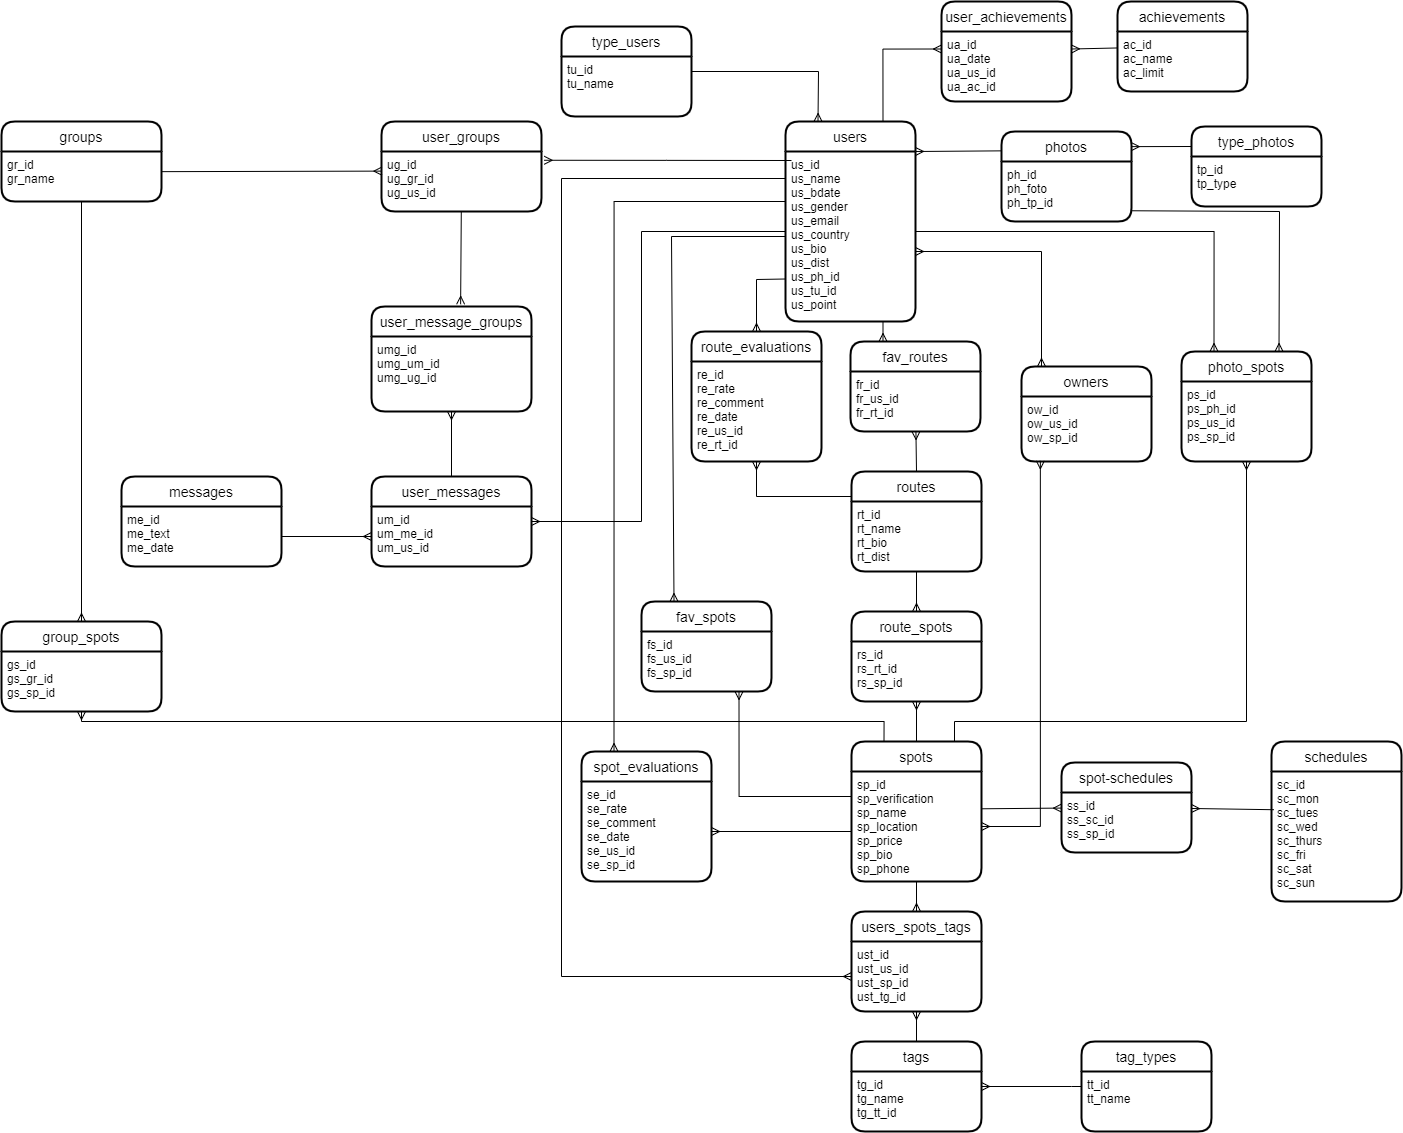 user_achievements
ua_id
ua_date
ua_us_id
ua_ac_id
achievements
ac_id
ac_name
ac_limit
type_users
tu_id
tu_name
groups
gr_id
gr_name
user_groups
ug_id
ug_gr_id
ug_us_id
users
us_id
us_name
us_bdate
us_gender
us_email
us_country
us_bio
us_dist
us_ph_id
us_tu_id
us_point
photos
ph_id
ph_foto
ph_tp_id
type_photos
tp_id
tp_type
user_message_groups
umg_id
umg_um_id
umg_ug_id
route_evaluations
re_id
re_rate
re_comment
re_date
re_us_id
re_rt_id
fav_routes
fr_id
fr_us_id
fr_rt_id
owners
ow_id
ow_us_id
ow_sp_id
photo_spots
ps_id
ps_ph_id
ps_us_id
ps_sp_id
messages
me_id
me_text
me_date
user_messages
um_id
um_me_id
um_us_id
routes
rt_id
rt_name
rt_bio
rt_dist
group_spots
gs_id
gs_gr_id
gs_sp_id
fav_spots
fs_id
fs_us_id
fs_sp_id
route_spots
rs_id
rs_rt_id
rs_sp_id
spot_evaluations
se_id
se_rate
se_comment
se_date
se_us_id
se_sp_id
spots
sp_id
sp_verification
sp_name
sp_location
sp_price
sp_bio
sp_phone
spot-schedules
ss_id
ss_sc_id
ss_sp_id
schedules
sc_id
sc_mon
sc_tues
sc_wed
sc_thurs
sc_fri
sc_sat
sc_sun
users_spots_tags
ust_id
ust_us_id
ust_sp_id
ust_tg_id
tags
tg_id
tg_name
tg_tt_id
tag_types
tt_id
tt_name